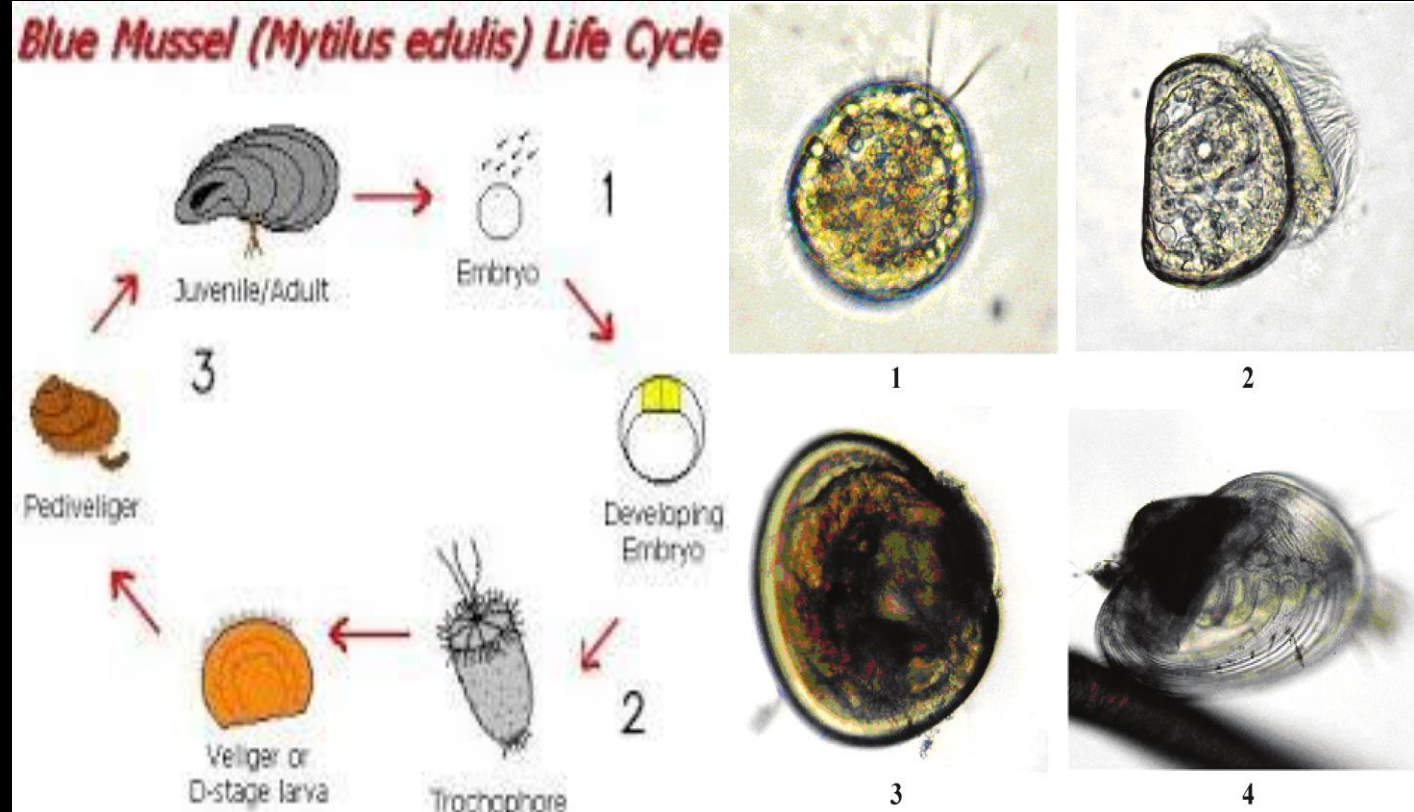 Blue Mussel (Mytilus edulis) Life Cycle
1
Embryo
Juvenile/Adult
3
Pediveliger
Developing
Embryo
2
Veliger or
D-stage larva
Trochophore
1
2
3
4